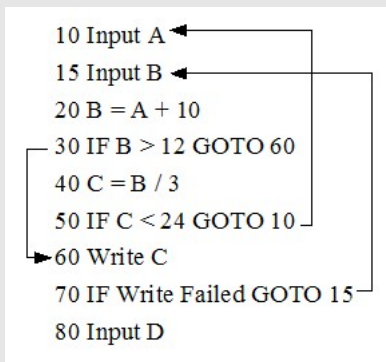 10 Input A
15 Input B
20 B = A + 10
30 IF B > 12 GOTO 60
40 C = B / 3
50 IF C < 24 GOTO 10
60 Write C
70 IF Write Failed GOTO 15
80 Input D